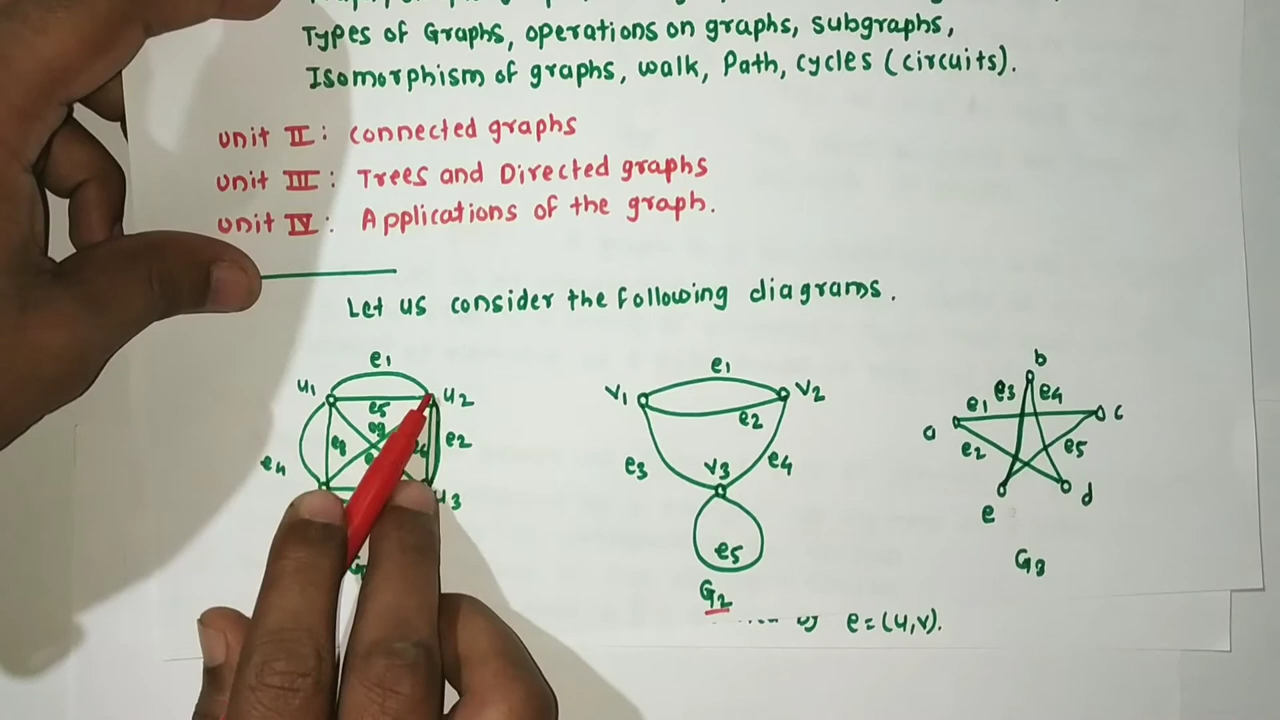 Types of Graphs, operations on graphs, subgraphs,
Isomorphism of graphs, walk, Path, cycles (circuits).
unit II: connected graphs
unit III: Trees and Directed graphs
unit IV: Applications of the graph.
Let us consider the following diagrams.
e1
u1 u2
e5
e9
e8 e2
e4
u3
e1
v1 v2
e2
e3 v3 e4
e5
G2
b
e3 e4
e1 c
a
e2 e5
d
e
G3
e=(u,v).